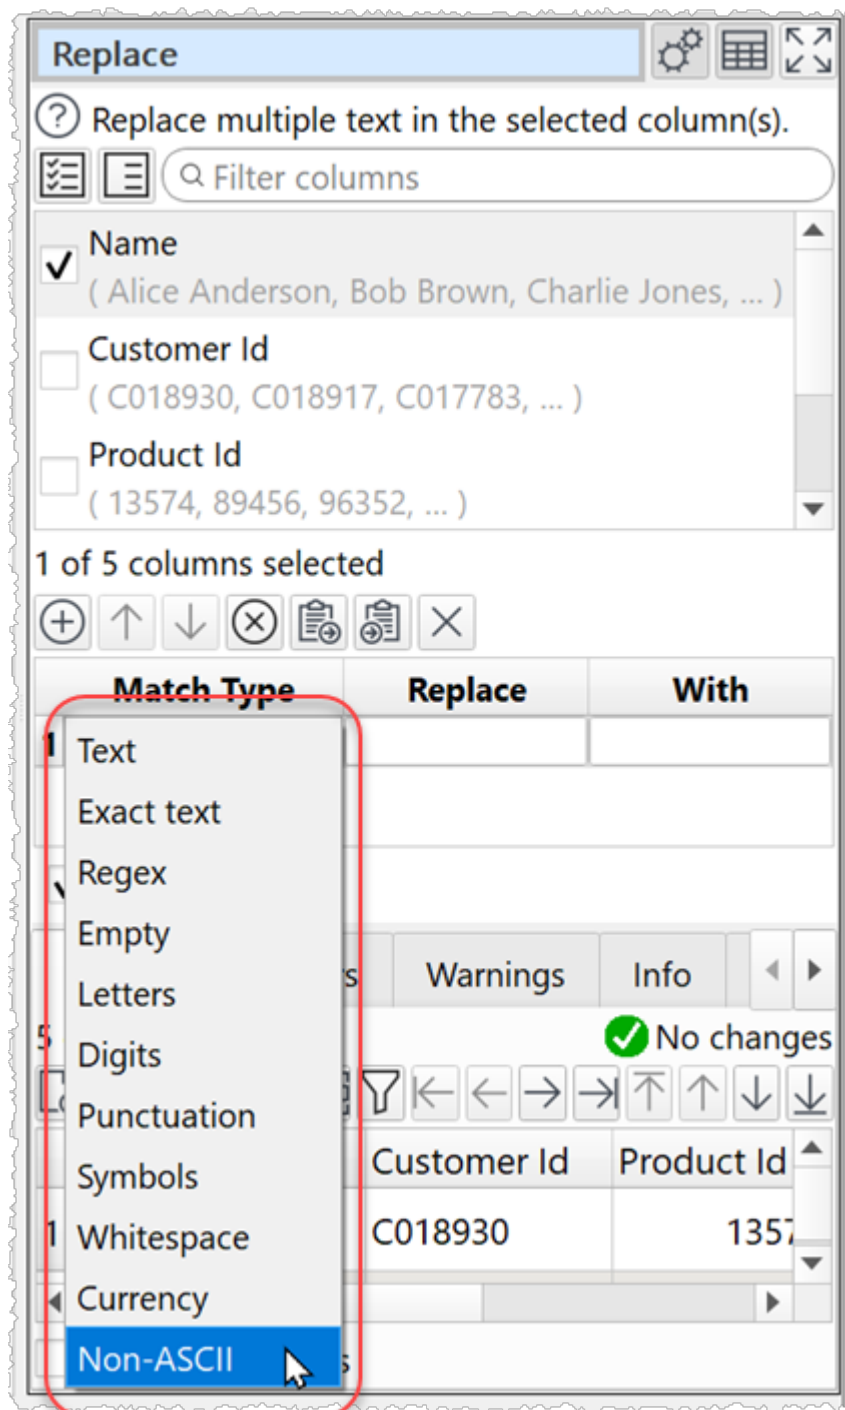 Replace
Replace multiple text in the selected column(s).
Filter columns
Name
( Alice Anderson, Bob Brown, Charlie Jones, ... )
Customer Id
( C018930, C018917, C017783, ... )
Product Id
( 13574, 89456, 96352, ... )
1 of 5 columns selected
Match Type Replace With
1
Text
Exact text
Regex
Empty
Letters
Digits
Punctuation
Symbols
Whitespace
Currency
Non-ASCII
Warnings Info
5
No changes
Customer Id Product Id
1 C018930